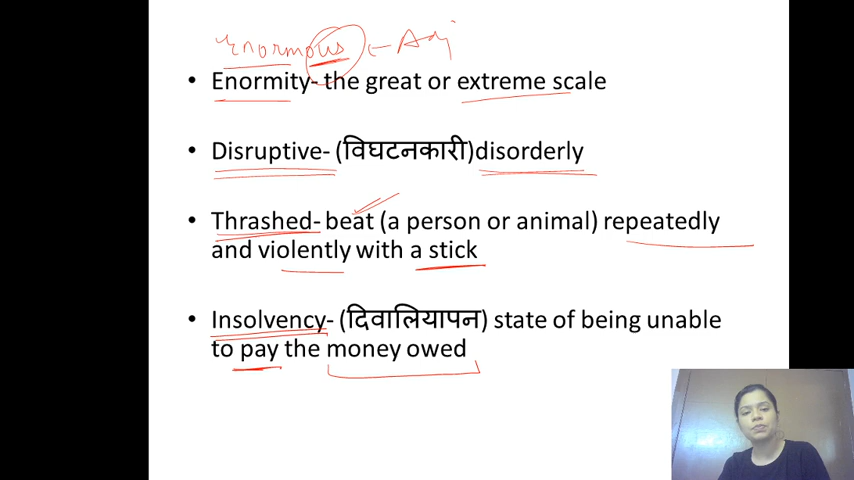 Enormous - Adj
• Enormity- the great or extreme scale
• Disruptive- (विघटनकारी)disorderly
• Thrashed- beat (a person or animal) repeatedly
and violently with a stick
• Insolvency- (दिवालियापन) state of being unable
to pay the money owed